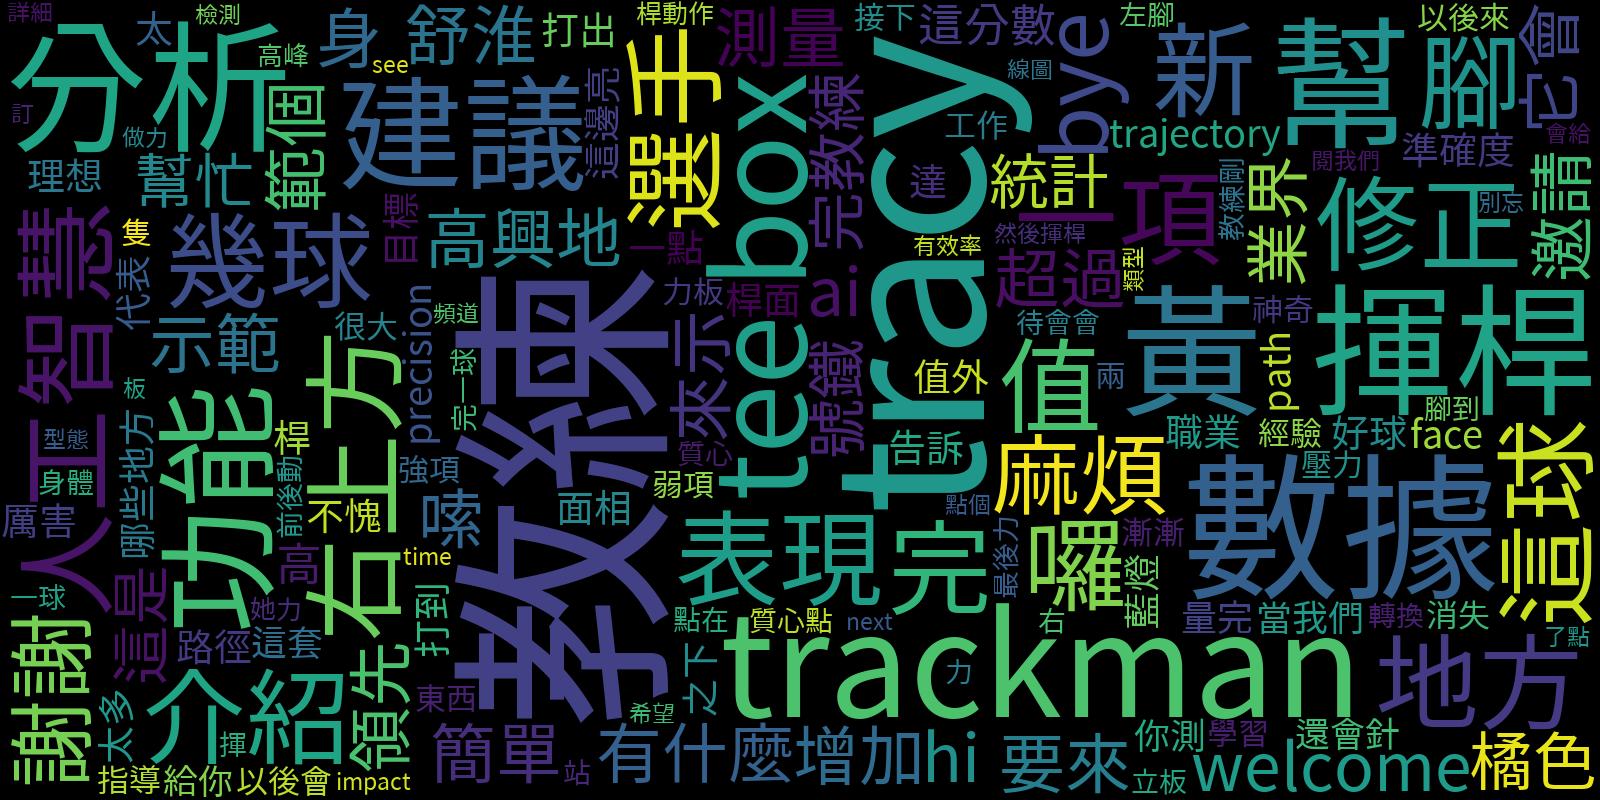 分析
詳細
太
檢測
高峰
訂
做力
理想
幫忙
範個
身
舒淮
see
打出
桿動作
建議
這邊亮
選手
測量
接下
這分數
tracy
teebox
完教練
線圖
bye
左腳
新
以後來
幫
腳
它會
工作
trajectory
統計
達
準確度
會給
閱我們
邀請
教練剛
一項
業界
修正
別忘
智慧
隻
代表
幾球
目標
高興地
一點
有效率
然後揮桿
類型
超過
ai
桿面
力板
黃
神奇
揮桿
示範
很大
precision
頻道
教練
來示
號鐵
待會會
值
值外
兩
path
板
完一球
右上方
人工
型態
身體
哪些地方
功能
桿
前後動
強項
質心
告訴
麻煩
職業
經驗
好球
腳到
face
壓力
這球
厲害
不愧
嗦
面相
弱項
點個
數據
高
time
表現
完
最後力
囉
漸漸
藍燈
一球
謝謝
這是
她力
路徑
這套
打到
點在
質心點
next
右
量完
當我們
轉換
消失
了點
trackman
力
地方
太多
介紹
揮
領先
東西
之下
希望
簡單
站
有什麼
增加
hi
要來
你測
學習
還會針
立板
welcome
橘色
指導
給你
以後會
impact